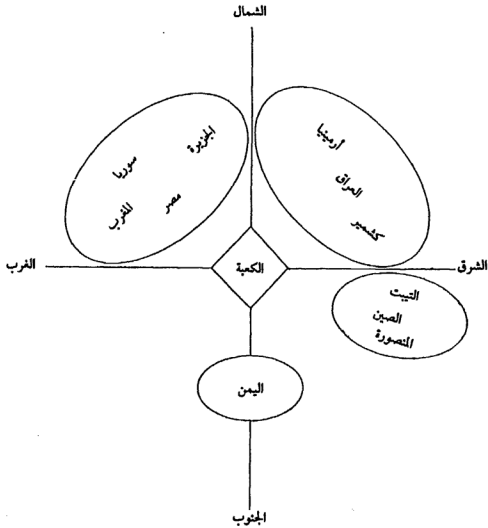 الشمال
أرمينيا
العراق
كشمير
الجزيرة
سوريا
مصر
المغرب
الشرق
الكعبة
الغرب
التيبت
الصين
المنصورة
اليمن
الجنوب